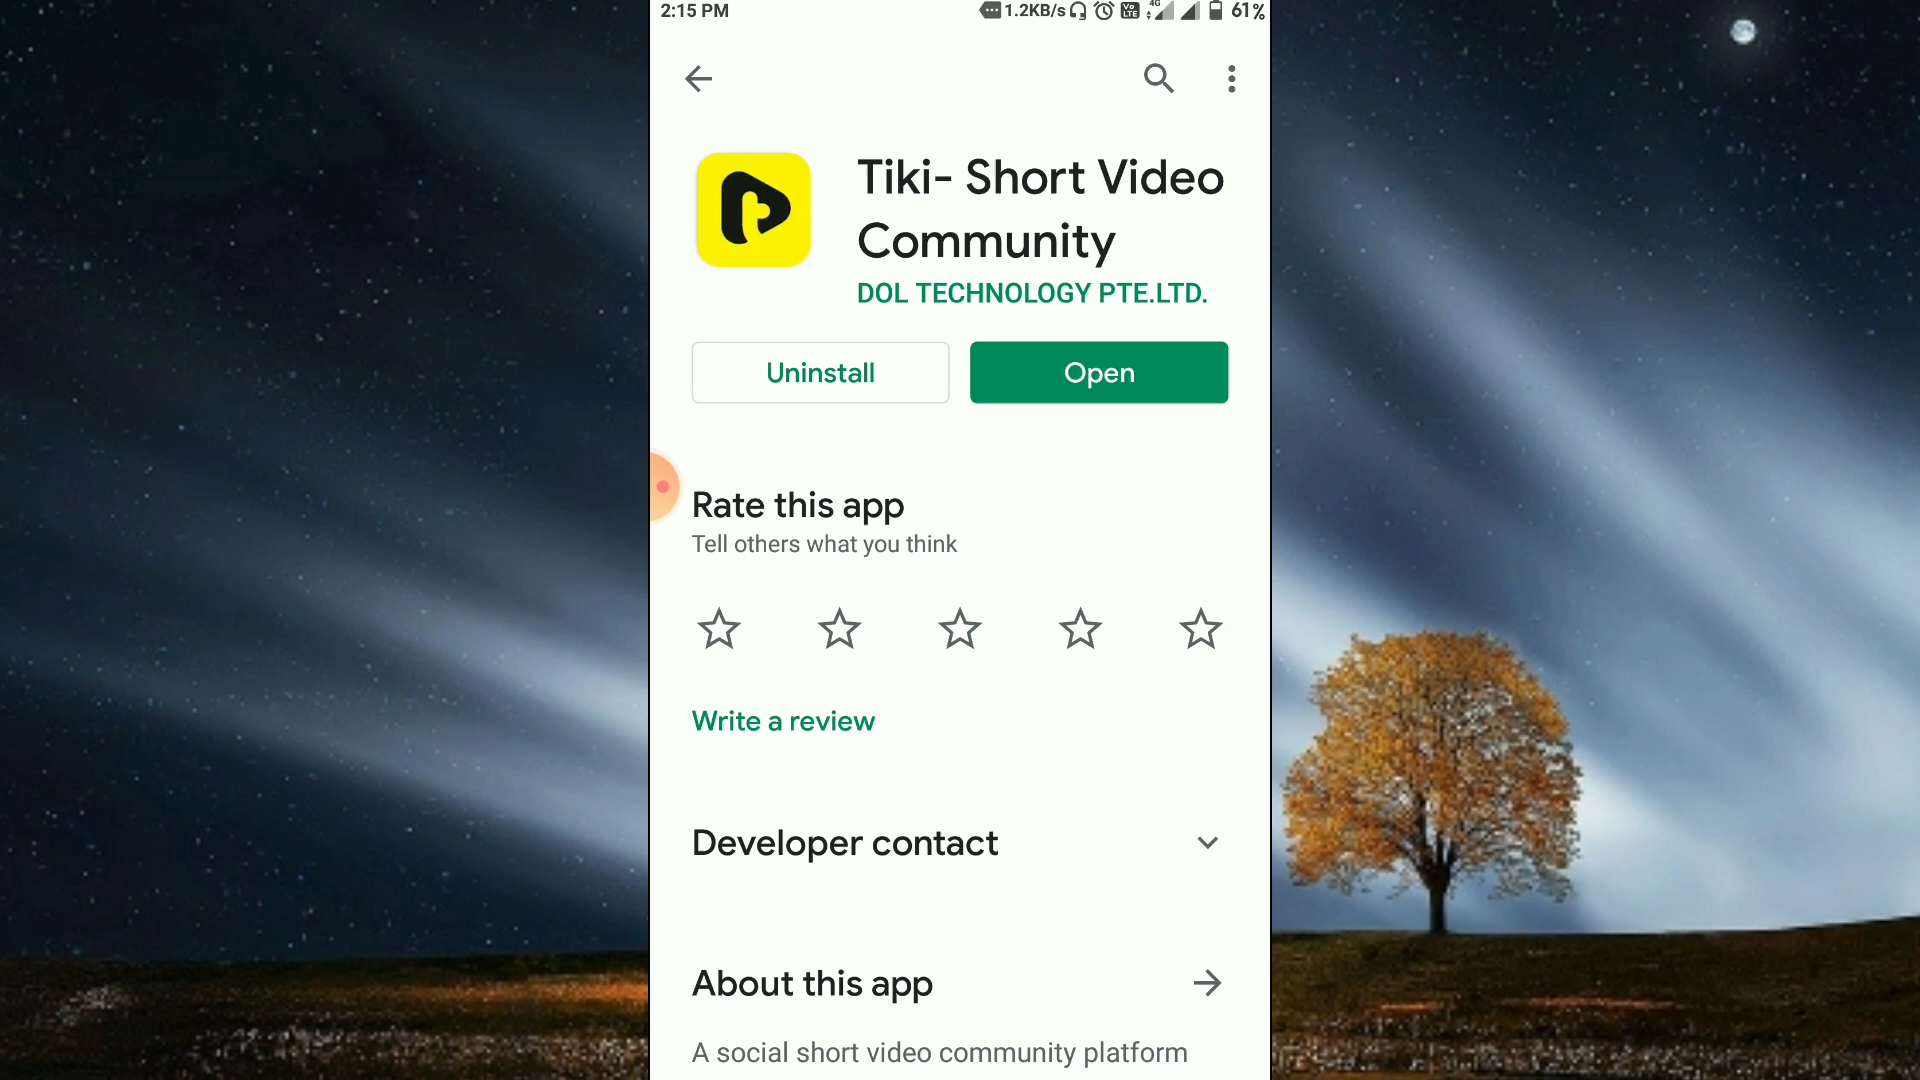 2:15 PM 1.2KB/s 4G 61%
Tiki- Short Video
Community
DOL TECHNOLOGY PTE.LTD.
Uninstall Open
Rate this app
Tell others what you think
Write a review
Developer contact
About this app
A social short video community platform